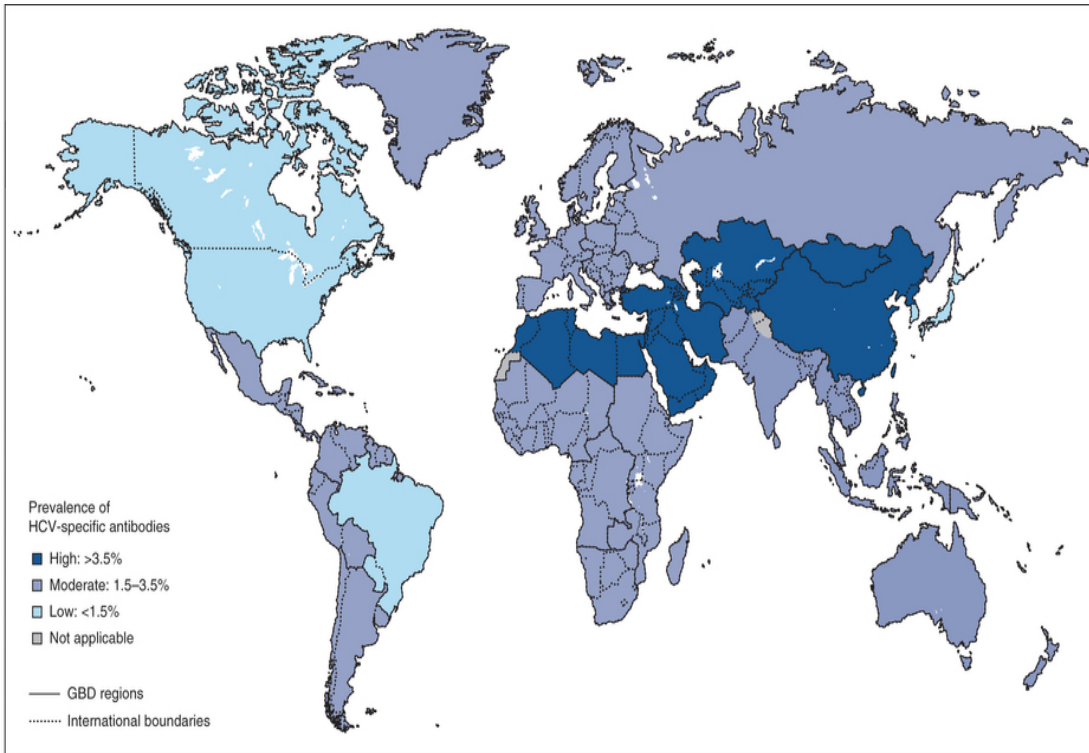 Prevalence of
HCV-specific antibodies
High: >3.5%
Moderate: 1.5–3.5%
Low: <1.5%
Not applicable
GBD regions
International boundaries